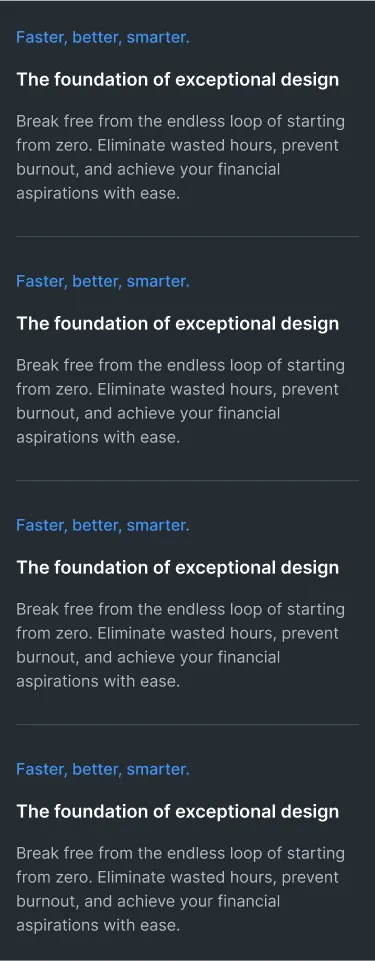 Faster, better, smarter.
The foundation of exceptional design
Break free from the endless loop of starting
from zero. Eliminate wasted hours, prevent
burnout, and achieve your financial
aspirations with ease.
Faster, better, smarter.
The foundation of exceptional design
Break free from the endless loop of starting
from zero. Eliminate wasted hours, prevent
burnout, and achieve your financial
aspirations with ease.
Faster, better, smarter.
The foundation of exceptional design
Break free from the endless loop of starting
from zero. Eliminate wasted hours, prevent
burnout, and achieve your financial
aspirations with ease.
Faster, better, smarter.
The foundation of exceptional design
Break free from the endless loop of starting
from zero. Eliminate wasted hours, prevent
burnout, and achieve your financial
aspirations with ease.